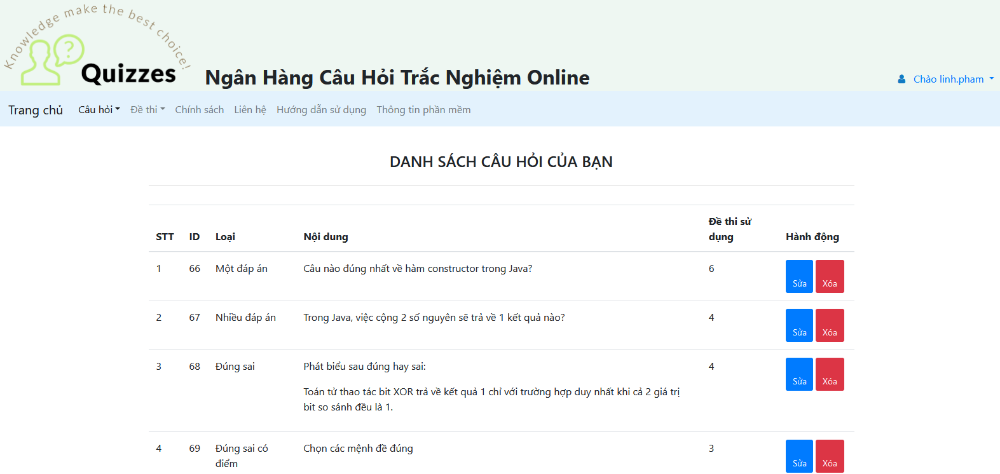 Knowledge make the best choice!
?
Quizzes
Ngân Hàng Câu Hỏi Trắc Nghiệm Online
Chào linh.pham
Trang chủ Câu hỏi Đề thi Chính sách Liên hệ Hướng dẫn sử dụng Thông tin phần mềm
DANH SÁCH CÂU HỎI CỦA BẠN
STT ID Loại Nội dung Đề thi sử
dụng Hành động
1 66 Một đáp án Câu nào đúng nhất về hàm constructor trong Java? 6
Sửa Xóa
2 67 Nhiều đáp án Trong Java, việc cộng 2 số nguyên sẽ trả về 1 kết quả nào? 4
Sửa Xóa
3 68 Đúng sai Phát biểu sau đúng hay sai: 4
Sửa Xóa
Toán tử thao tác bit XOR trả về kết quả 1 chỉ với trường hợp duy nhất khi cả 2 giá trị
bit so sánh đều là 1.
4 69 Đúng sai có Chọn các mệnh đề đúng 3
điểm
Sửa Xóa